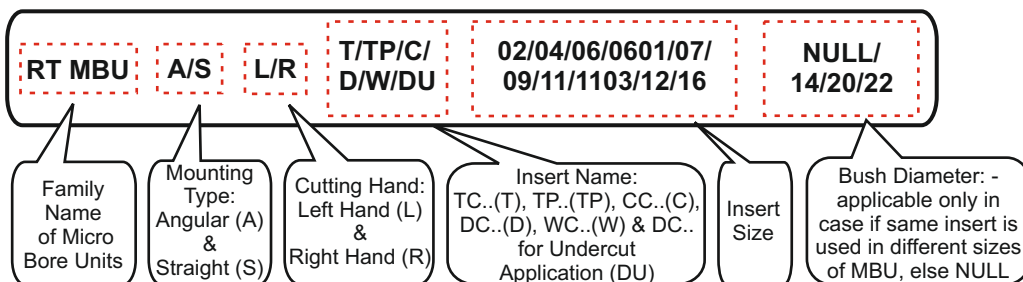 RT MBU
A/S
L/R
T/TP/C/
D/W/DU
02/04/06/0601/07/
09/11/1103/12/16
NULL/
14/20/22
Family
Name
of Micro
Bore Units
Mounting
Type:
Angular (A)
&
Straight (S)
Cutting Hand:
Left Hand (L)
&
Right Hand (R)
Insert Name:
TC..(T), TP..(TP), CC..(C),
DC..(D), WC..(W) & DC..
for Undercut
Application (DU)
Insert
Size
Bush Diameter: -
applicable only in
case if same insert is
used in different sizes
of MBU, else NULL